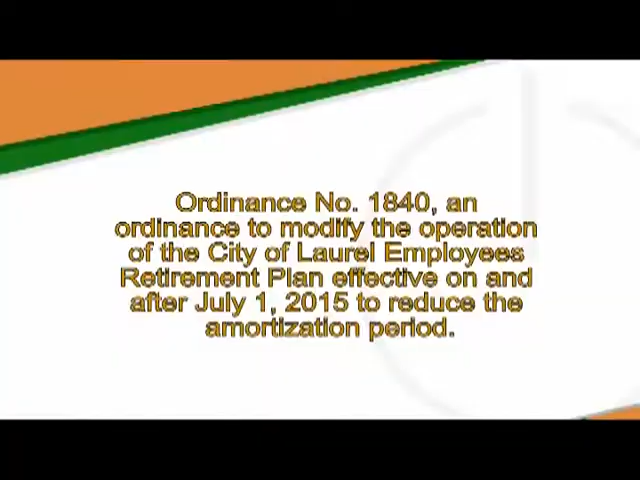 Ordinance No. 1840, an
ordinance to modify the operation
of the City of Laurel Employees
Retirement Plan effective on and
after July 1, 2015 to reduce the
amortization period.